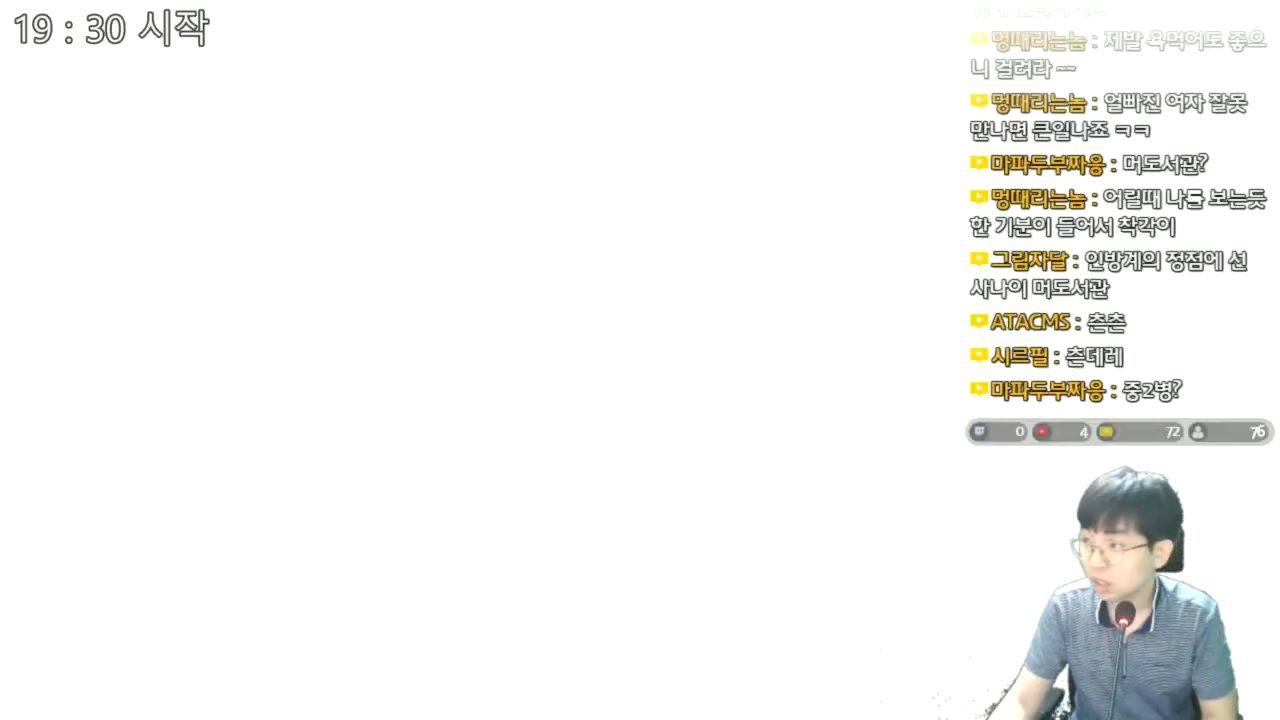 19 : 30 시작
멍때리는놈 : 제발 욕먹어도 좋으
니 걸려라 ~~
멍때리는놈 : 얼빠진 여자 잘못
만나면 큰일나죠 ㅋㅋ
마파두부짜응 : 머도서관?
멍때리는놈 : 어릴때 나를 보는듯
한 기분이 들어서 착각이
그림자달 : 인방계의 정점에 선
사나이 머도서관
ATACMS : 츤츤
시르필 : 츤데레
마파두부짜응 : 중2병?
0 4 72 76